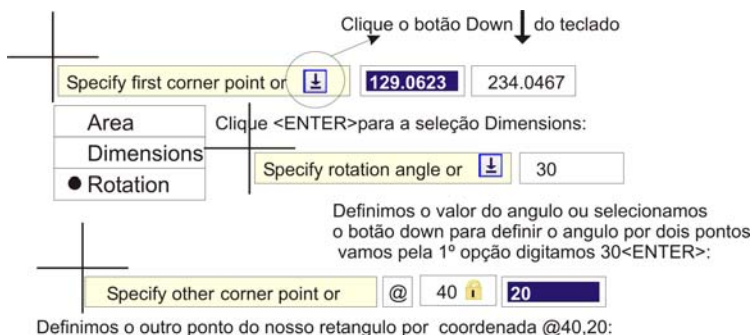 Clique o botão Down do teclado
Specify first corner point or 129.0623 234.0467
Area
Clique <ENTER>para a seleção Dimensions:
Dimensions
Specify rotation angle or 30
Rotation
Definimos o valor do angulo ou selecionamos
o botão down para definir o angulo por dois pontos
vamos pela 1º opção digitamos 30<ENTER>:
Specify other corner point or @ 40 20
Definimos o outro ponto do nosso retangulo por coordenada @40,20: